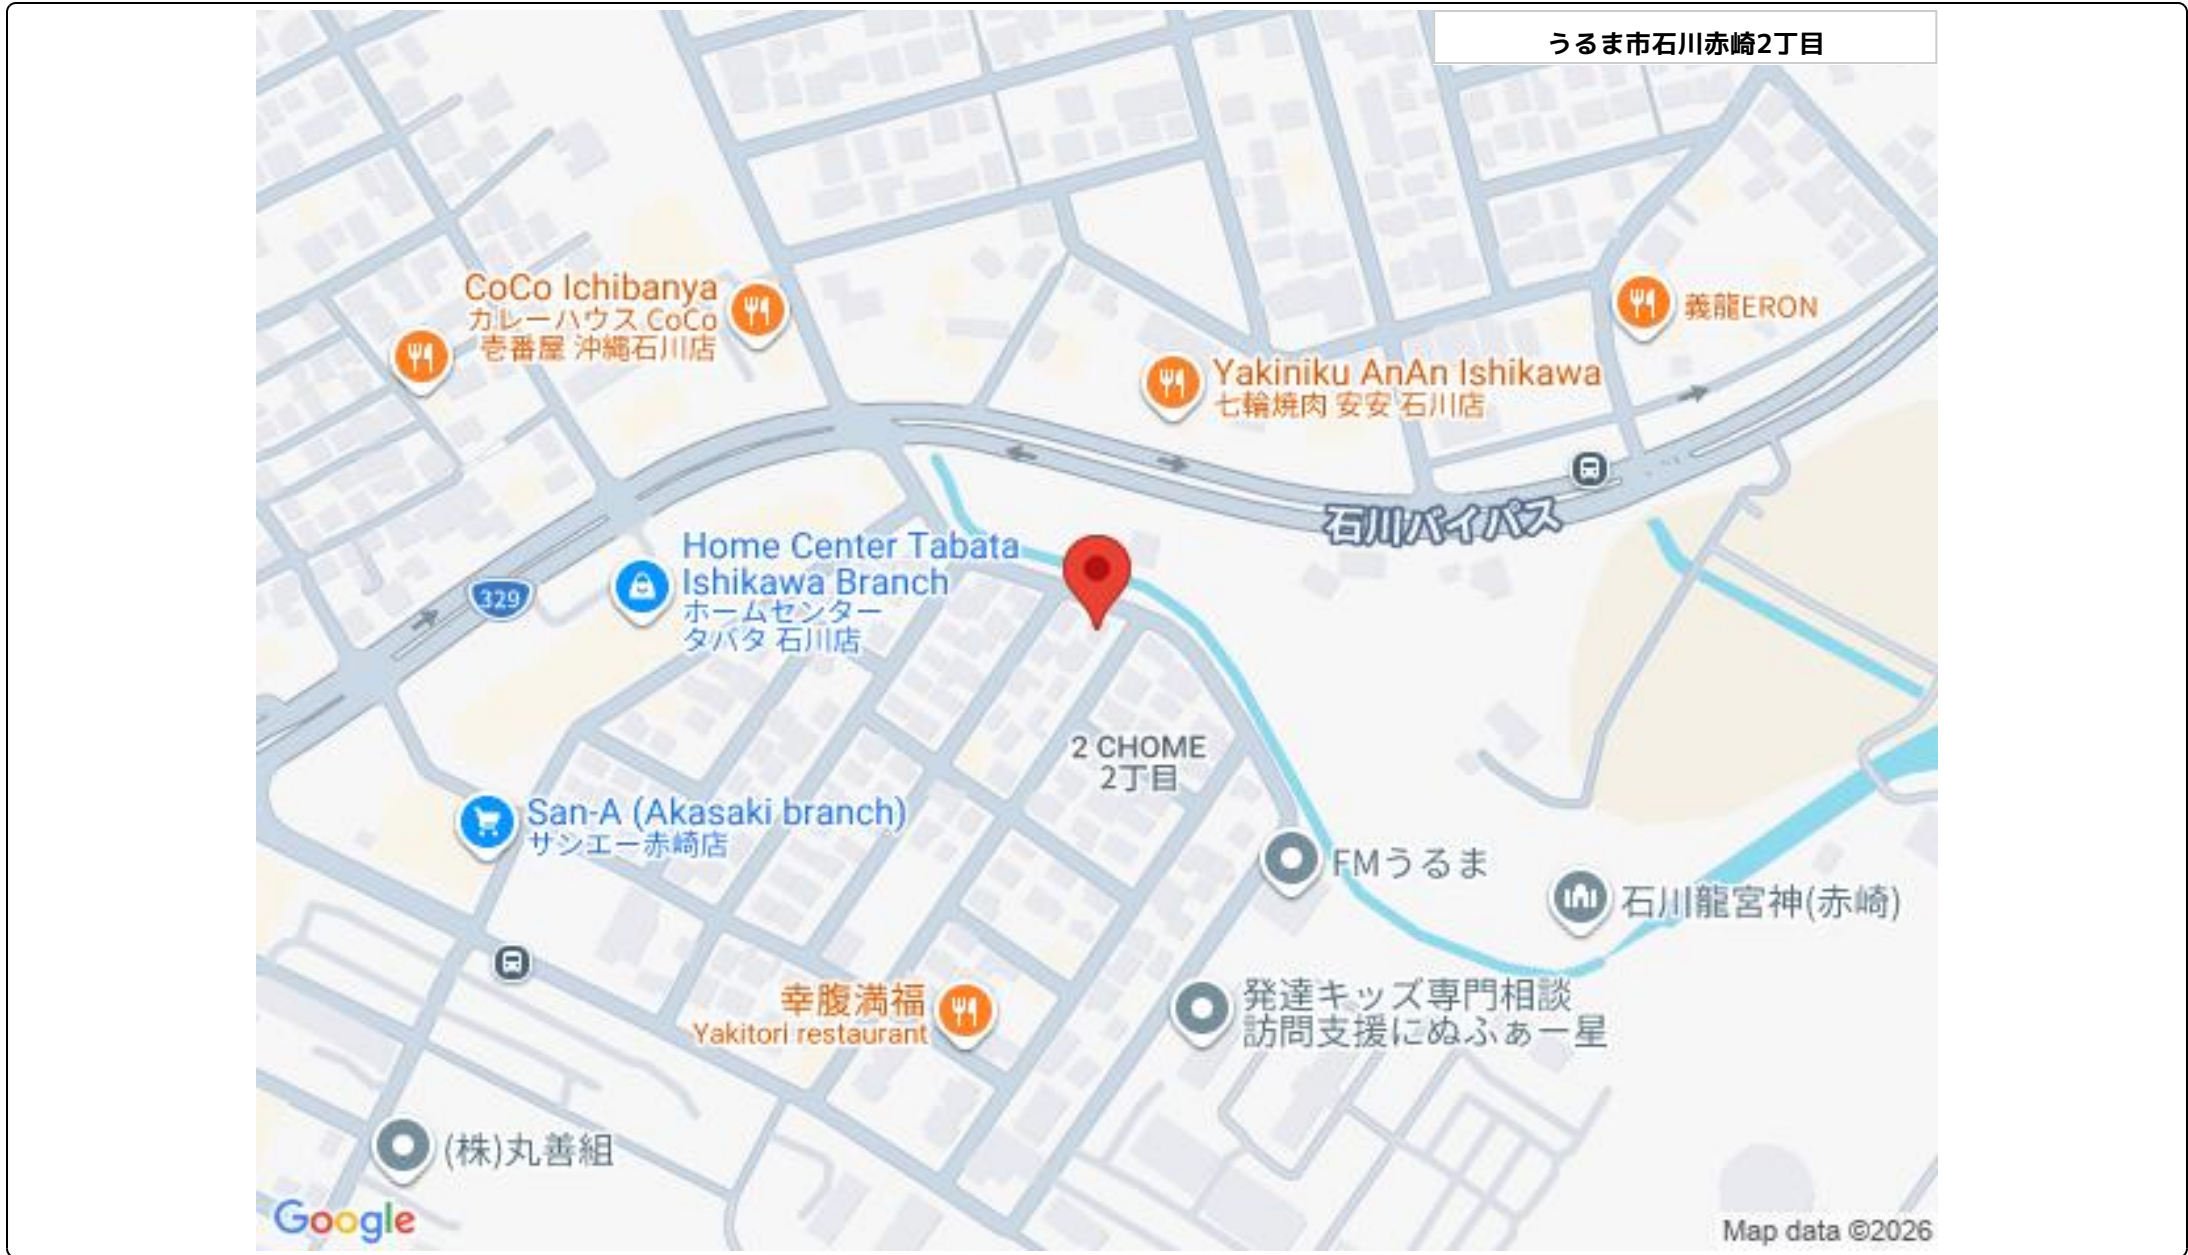 うるま市石川赤崎2丁目
CoCo Ichibanya
カレーハウス CoCo
壱番屋 沖縄石川店
義龍ERON
Yakiniku AnAn Ishikawa
七輪焼肉 安安 石川店
石川バイパス
329
Home Center Tabata
Ishikawa Branch
ホームセンター
タバタ 石川店
2 CHOME
2丁目
San-A (Akasaki branch)
サンエー赤崎店
FMうるま
石川龍宮神(赤崎)
幸腹満福
Yakitori restaurant
発達キッズ専門相談
訪問支援にぬふぁー星
(株)丸善組
Google
Map data ©2026